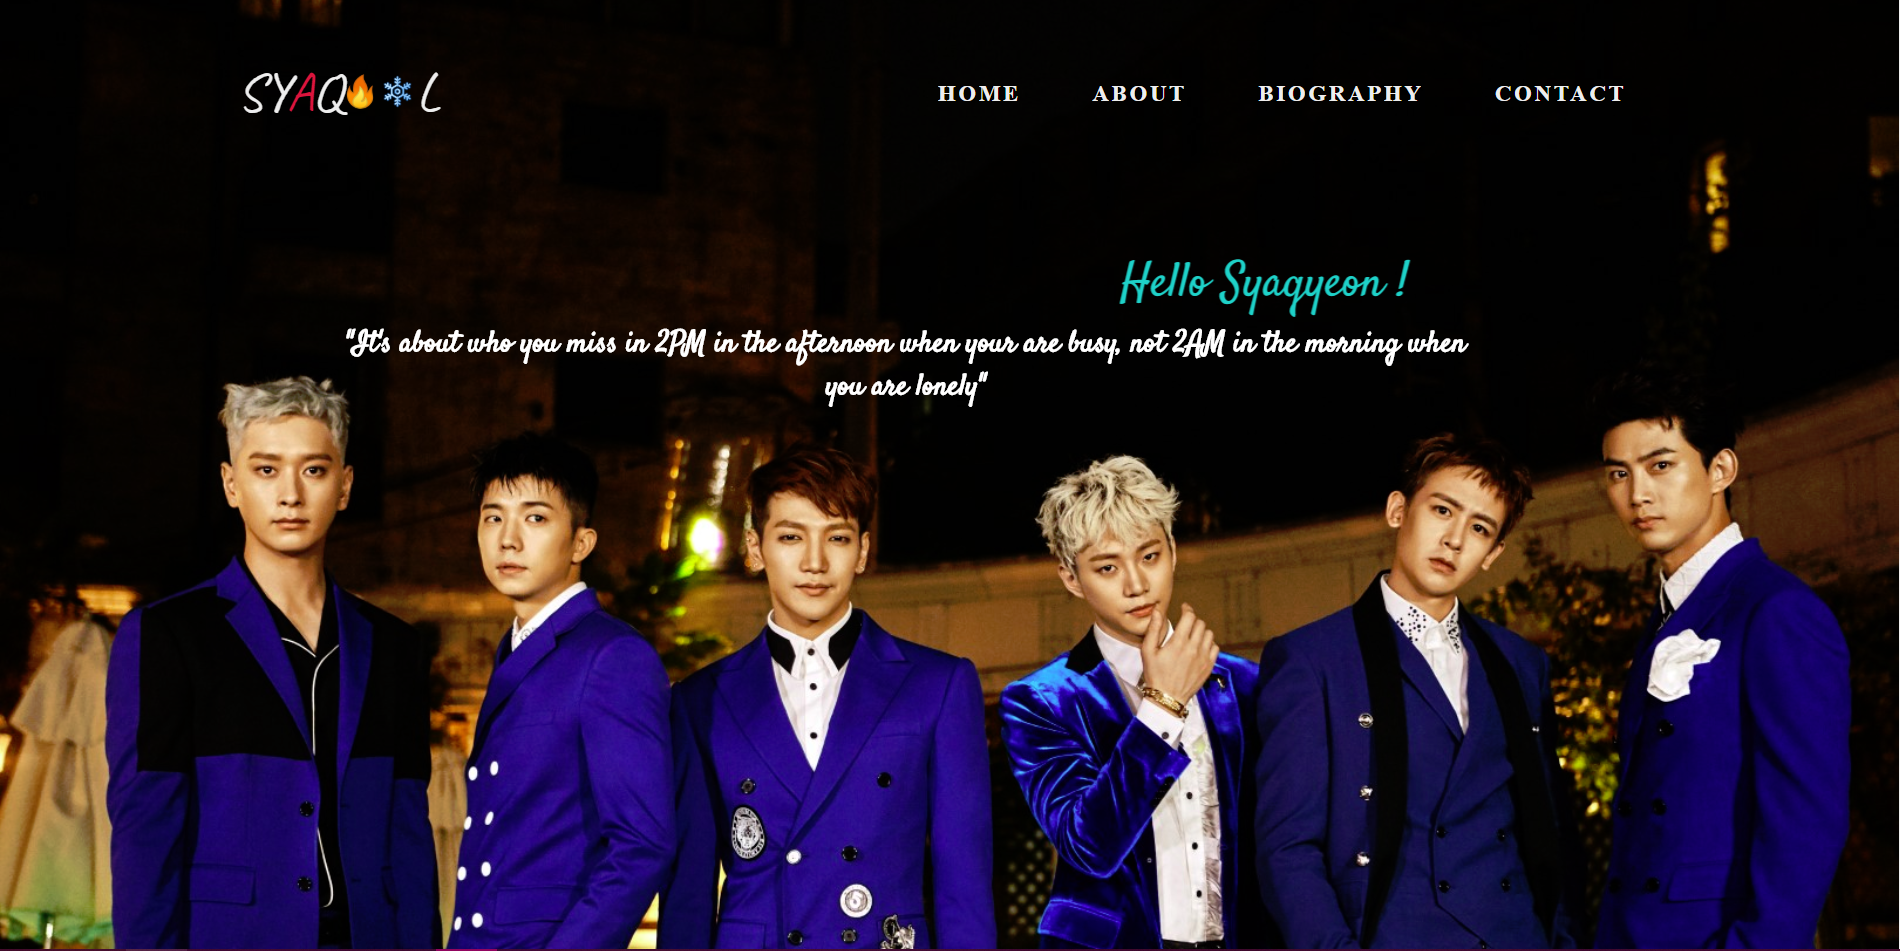 SYAQ🔥❄️L
HOME ABOUT BIOGRAPHY CONTACT
Hello Syaqyeon !
"It's about who you miss in 2PM in the afternoon when your are busy, not 2AM in the morning when
you are lonely"